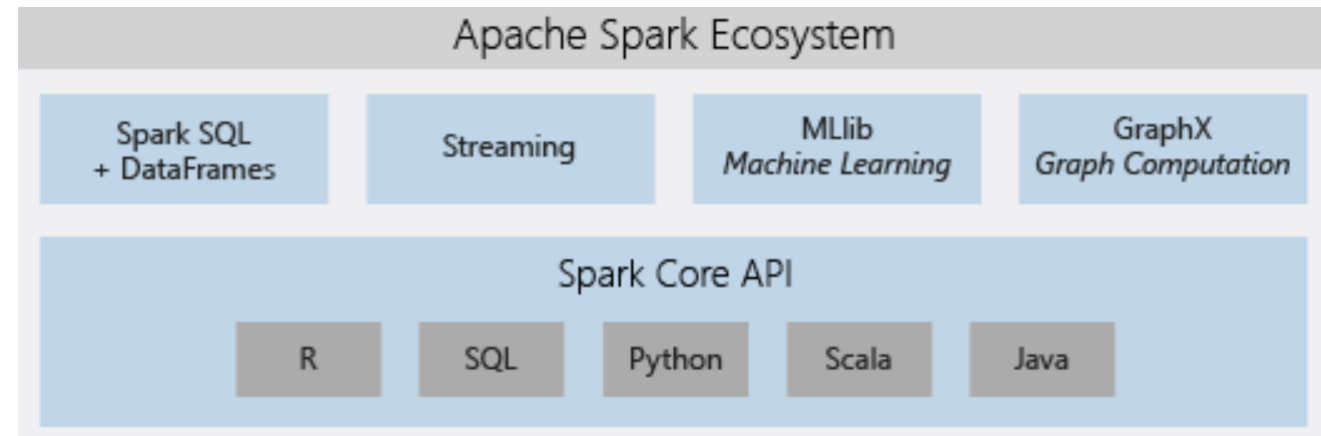 Apache Spark Ecosystem
Spark SQL
+ DataFrames
Streaming
MLlib
Machine Learning
GraphX
Graph Computation
Spark Core API
R
SQL
Python
Scala
Java